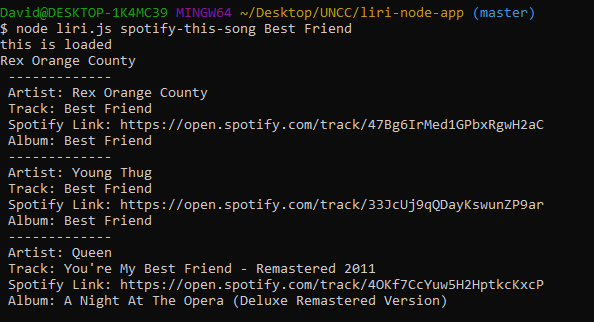 David@DESKTOP-1K4MC39 MINGW64 ~/Desktop/UNCC/liri-node-app (master)
$ node liri.js spotify-this-song Best Friend
this is loaded
Rex Orange County
-------------
Artist: Rex Orange County
Track: Best Friend
Spotify Link: https://open.spotify.com/track/47Bg6IrMed1GPbxRgwH2aC
Album: Best Friend
-------------
Artist: Young Thug
Track: Best Friend
Spotify Link: https://open.spotify.com/track/33JcUj9qQDayKswunZP9ar
Album: Best Friend
-------------
Artist: Queen
Track: You're My Best Friend - Remastered 2011
Spotify Link: https://open.spotify.com/track/4OKf7CcYuw5H2HptkcKxcP
Album: A Night At The Opera (Deluxe Remastered Version)